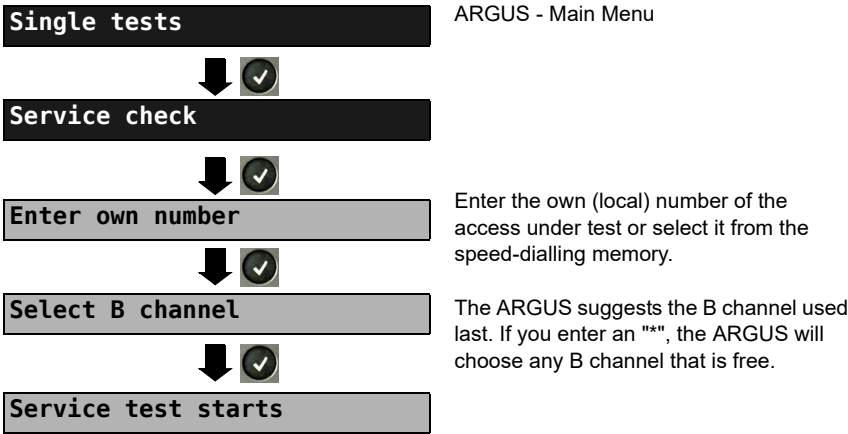 Single tests
ARGUS - Main Menu
Service check
Enter own number
Enter the own (local) number of the
access under test or select it from the
speed-dialling memory.
Select B channel
The ARGUS suggests the B channel used
last. If you enter an "*", the ARGUS will
choose any B channel that is free.
Service test starts